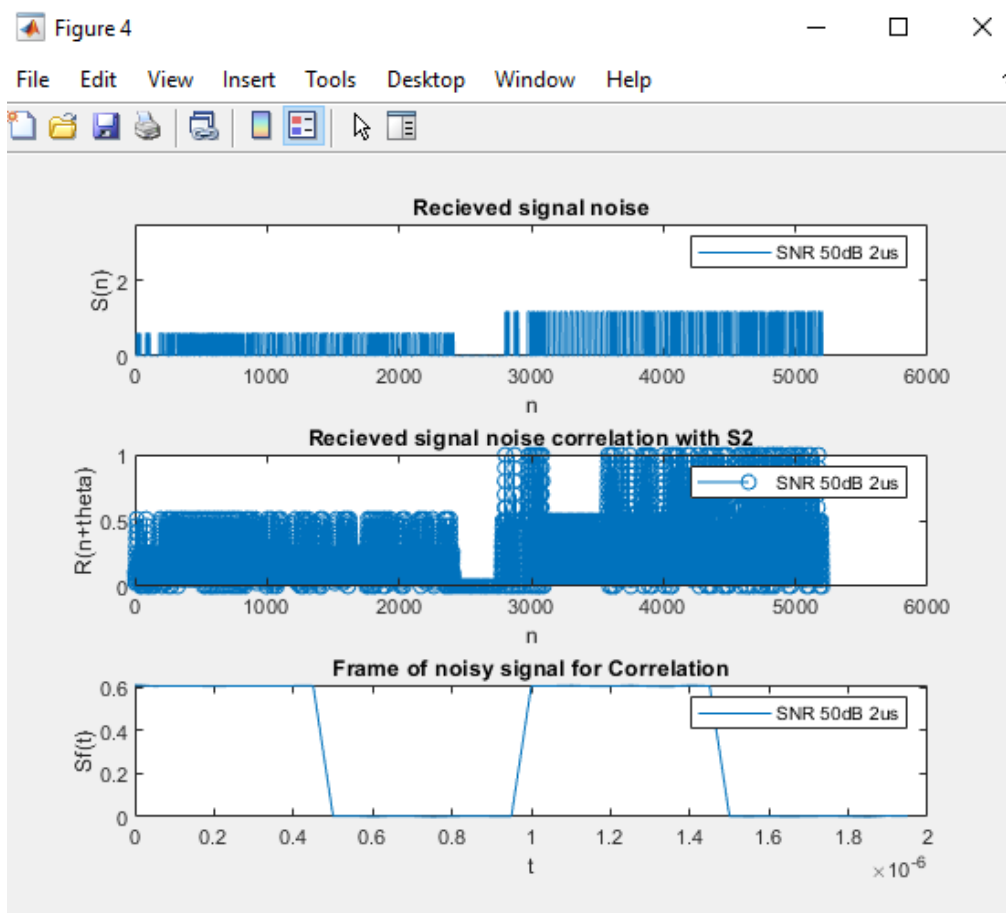 Figure 4
File Edit View Insert Tools Desktop Window Help
Recieved signal noise
SNR 50dB 2us
S(n)
2
0
0 1000 2000 3000 4000 5000 6000
n
Recieved signal noise correlation with S2
SNR 50dB 2us
R(n+theta)
1
0.5
0
0 1000 2000 3000 4000 5000 6000
n
Frame of noisy signal for Correlation
SNR 50dB 2us
Sf(t)
0.6
0.4
0.2
0
0 0.2 0.4 0.6 0.8 1 1.2 1.4 1.6 1.8 2
t
×10⁻⁶